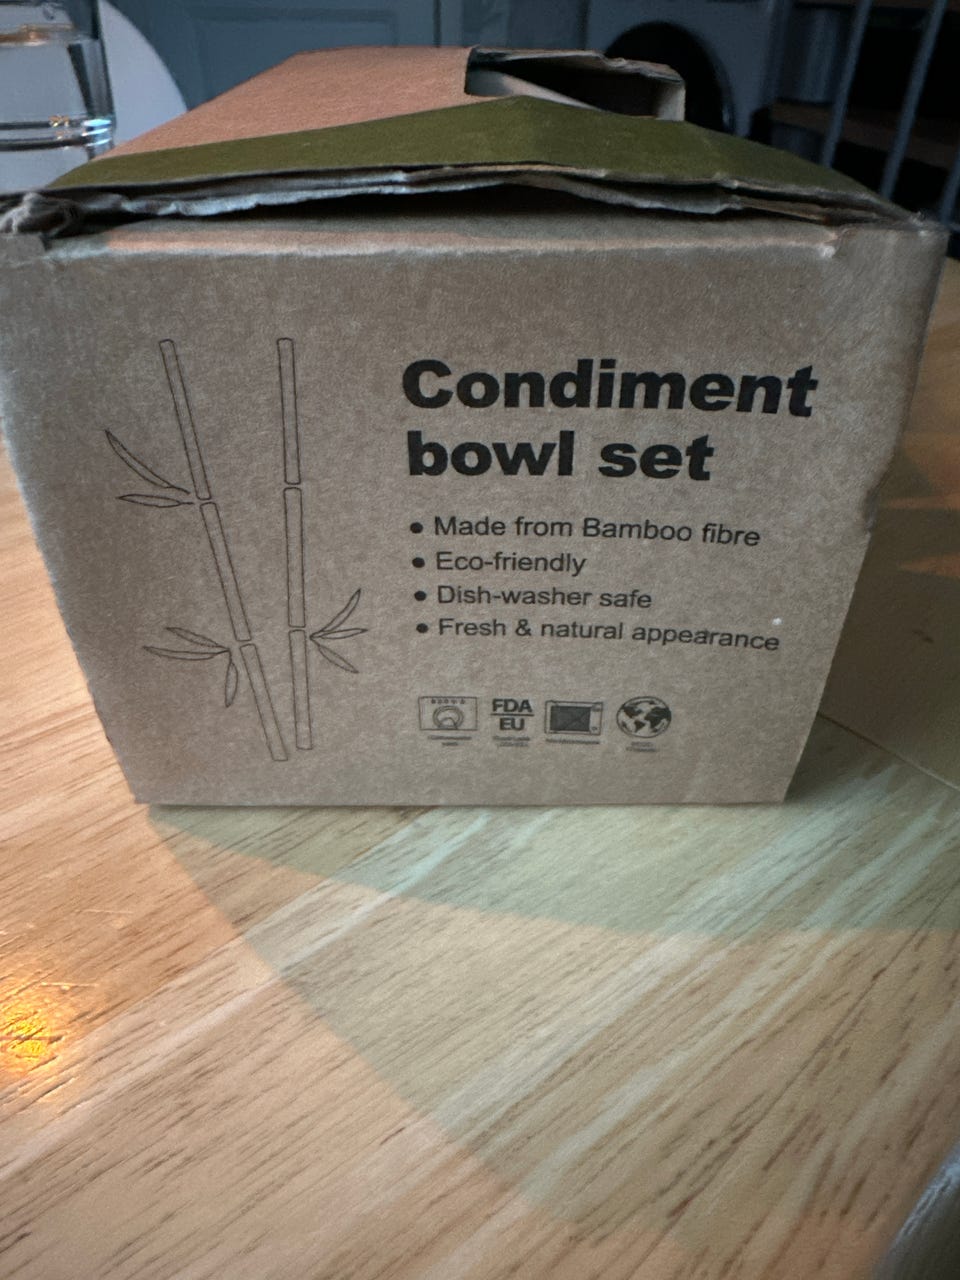 Condiment
bowl set
• Made from Bamboo fibre
• Eco-friendly
• Dish-washer safe
• Fresh & natural appearance
FDA
EU